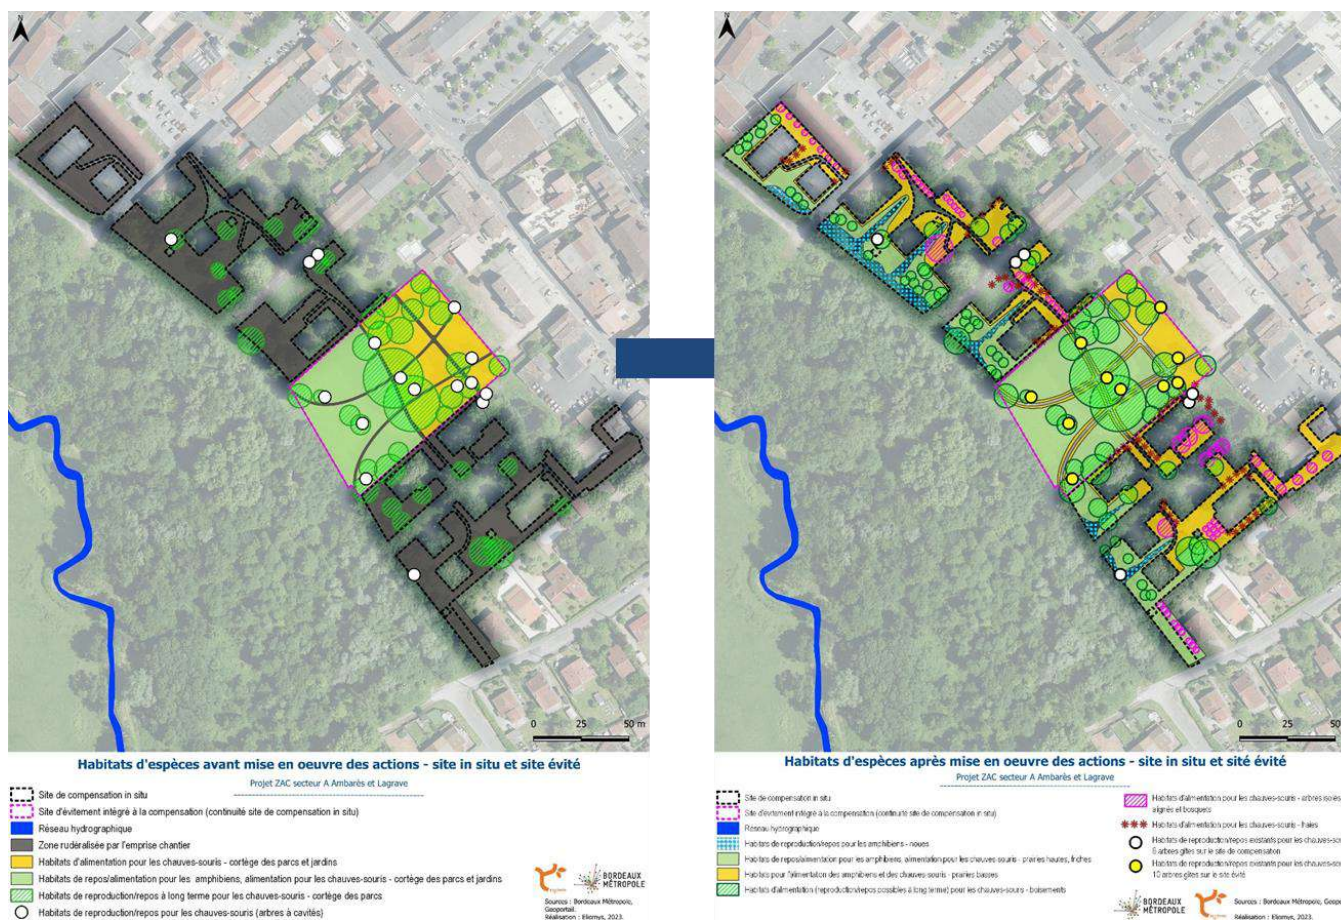 N
0 25 50 m
Habitats d'espèces avant mise en oeuvre des actions - site in situ et site évité
Projet ZAC secteur A Ambarès et Lagrave
Site de compensation in situ
Site d'évitement intégré à la compensation (continuité site de compensation in situ)
Réseau hydrographique
Zone rudéralisée par l'emprise chantier
Habitats d'alimentation pour les chauves-souris - cortège des parcs et jardins
Habitats de repos/alimentation pour les amphibiens, alimentation pour les chauves-souris - cortège des parcs et jardins
Habitats de reproduction/repos à long terme pour les chauves-souris - cortège des parcs
Habitats de reproduction/repos pour les chauves-souris (arbres à cavités)
BORDEAUX
MÉTROPOLE
Sources : Bordeaux Métropole,
Geoportail.
Réalisation : Eliomys, 2023.
N
0 25 50
Habitats d'espèces après mise en oeuvre des actions - site in situ et sité évité
Projet ZAC secteur A Ambarès et Lagrave
Site de compensation in situ
Site d'évitement intégré à la compensation (continuité site de compensation in situ)
Réseau hydrographique
Habitats de reproduction/repos pour les amphibiens - noues
Habitats de repos/alimentation pour les amphibiens, alimentation pour les chauves-souris - prairies hautes, friches
Habitats pour l'alimentation des amphibiens et des chauves-souris - prairies basses
Habitats d'alimentation (reproduction/repos possibles à long terme) pour les chauves-souris - boisements
Habitats d'alimentation pour les chauves-souris - arbres isolés
alignés et bosquets
Habitats d'alimentation pour les chauves-souris - haies
Habitats de reproduction/repos existants pour les chauves-sou
6 arbres gîtes sur le site de compensation
Habitats de reproduction/repos existants pour les chauves-sou
10 arbres gîtes sur le site évité
BORDEAUX
MÉTROPOLE
Sources : Bordeaux Métropole, Geopo
Réalisation : Eliomys, 2023.